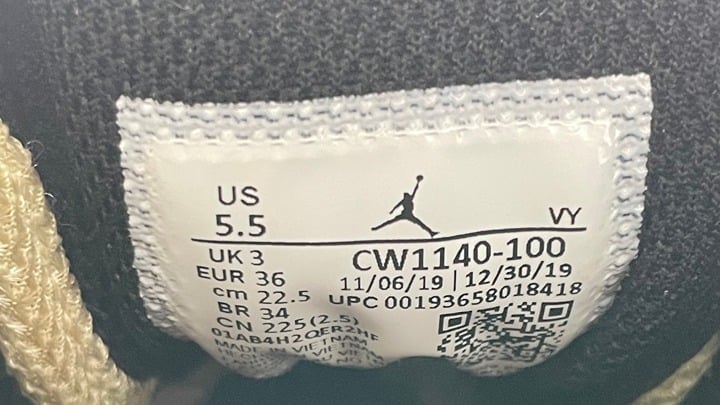 US
5.5
VY
UK 3
EUR 36
cm 22.5
BR 34
CN 225(2.5)
01AB4H2QER2HF
MADE IN VIETNAM
CW1140-100
11/06/19 | 12/30/19
UPC 00193658018418